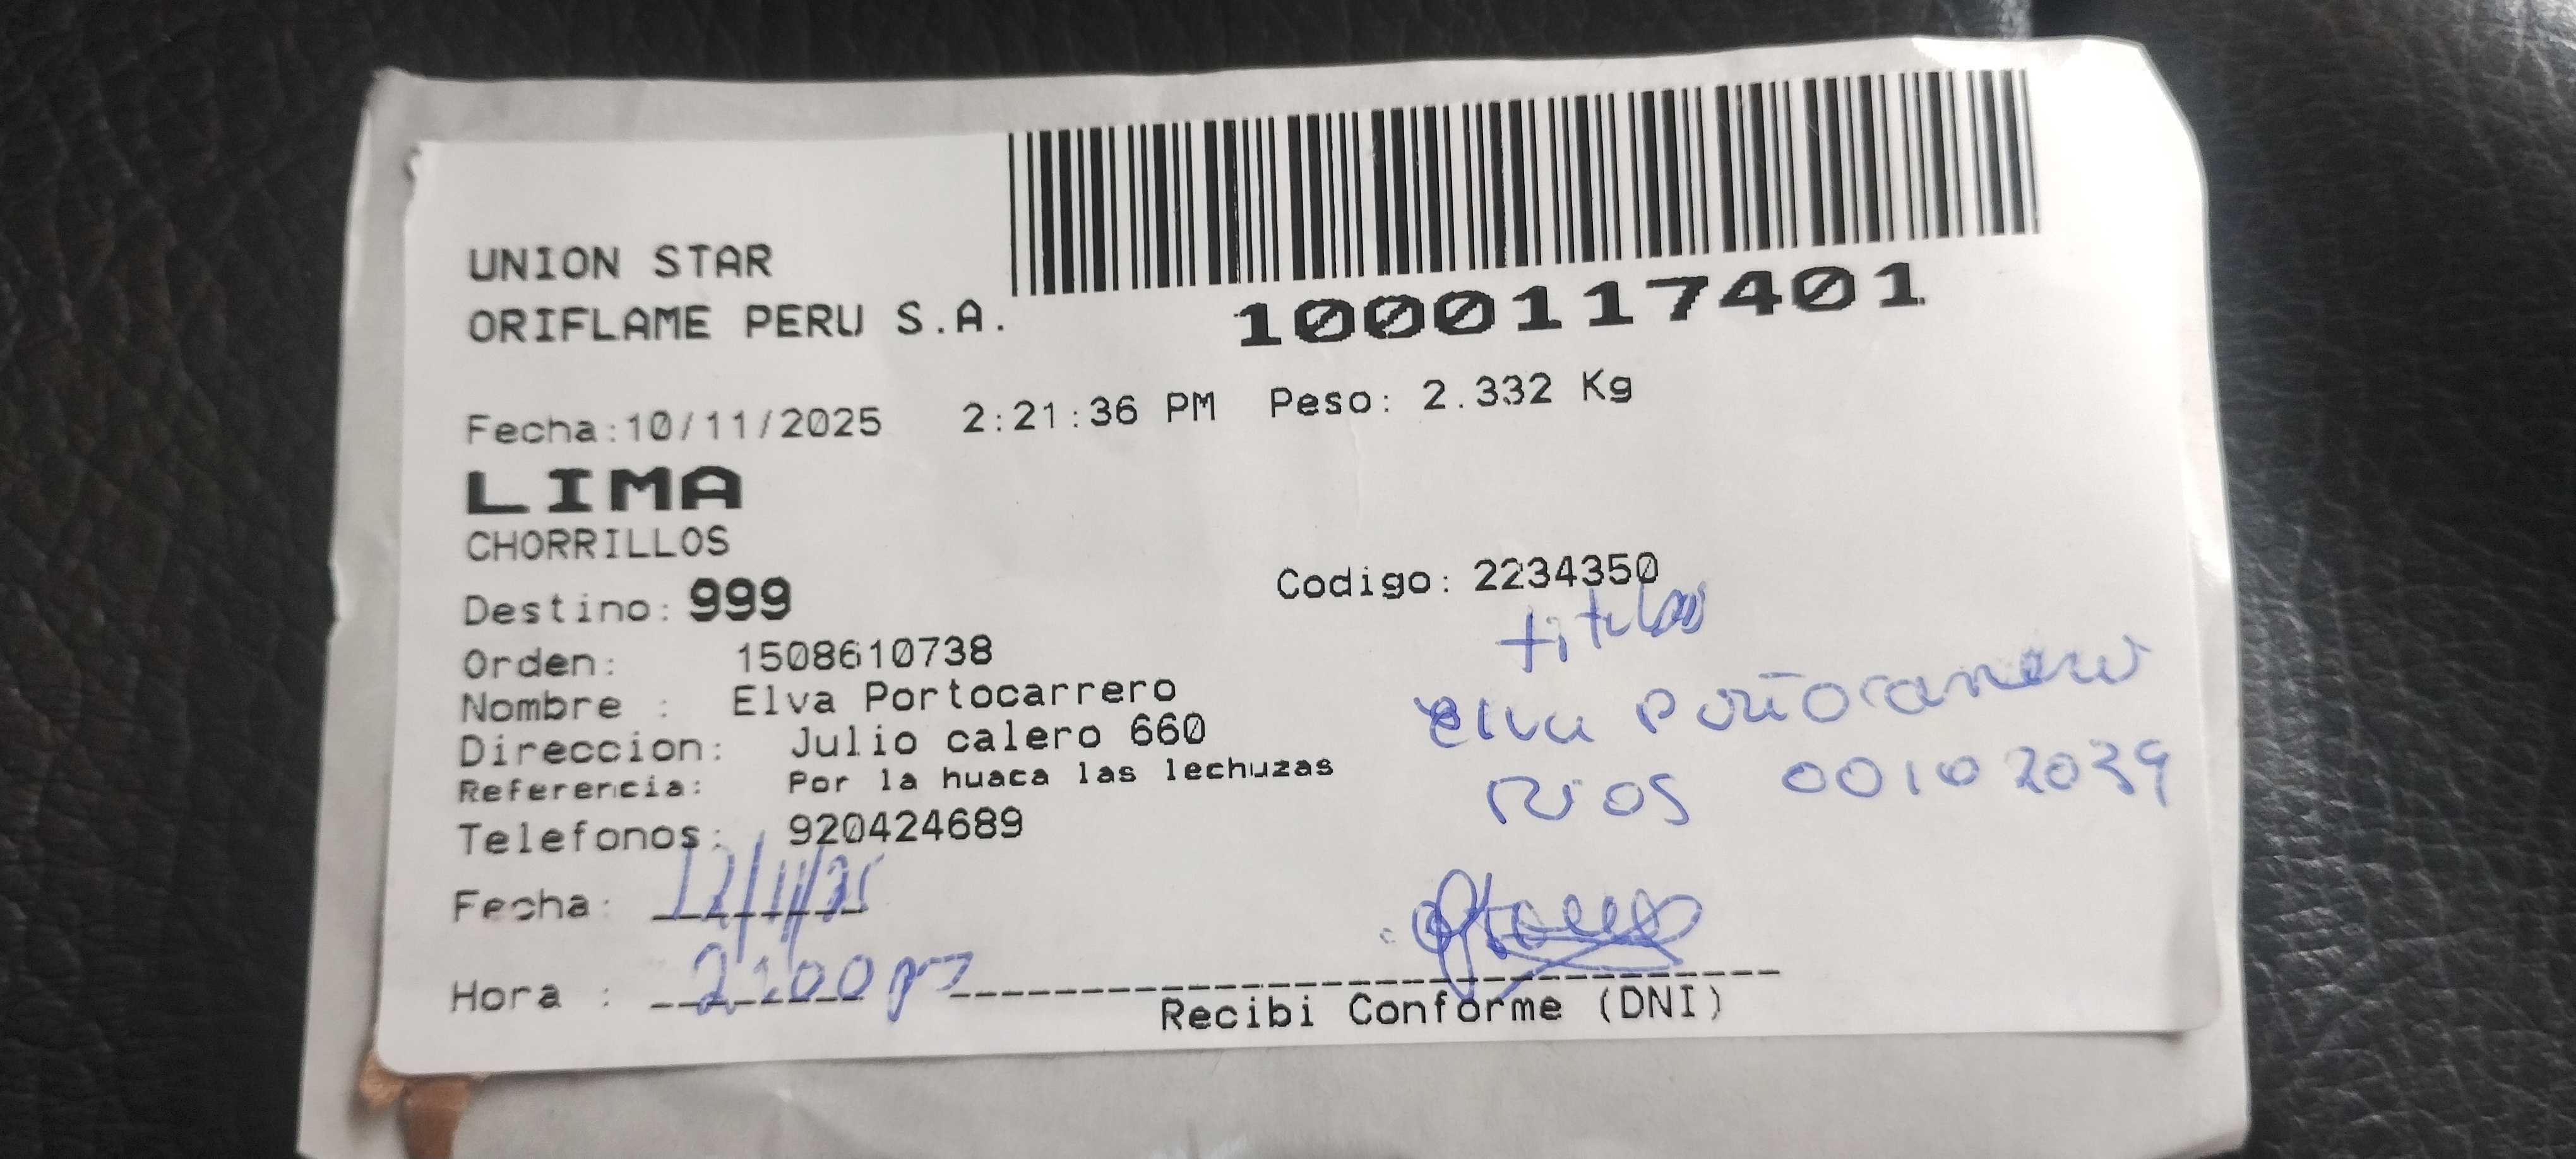 UNION STAR
ORIFLAME PERU S.A.
1000117401
Fecha:10/11/2025 2:21:36 PM Peso: 2.332 Kg
LIMA
CHORRILLOS
Codigo: 2234350
Destino: 999
titular
Orden: 1508610738
Nombre : Elva Portocarrero
Elva Portocarrero
Direccion: Julio calero 660
Referencia: Por la huaca las lechuzas
Rios 00102039
Telefonos: 920424689
Fecha: 12/11/25
Hora : 2:00 pm
Recibi Conforme (DNI)